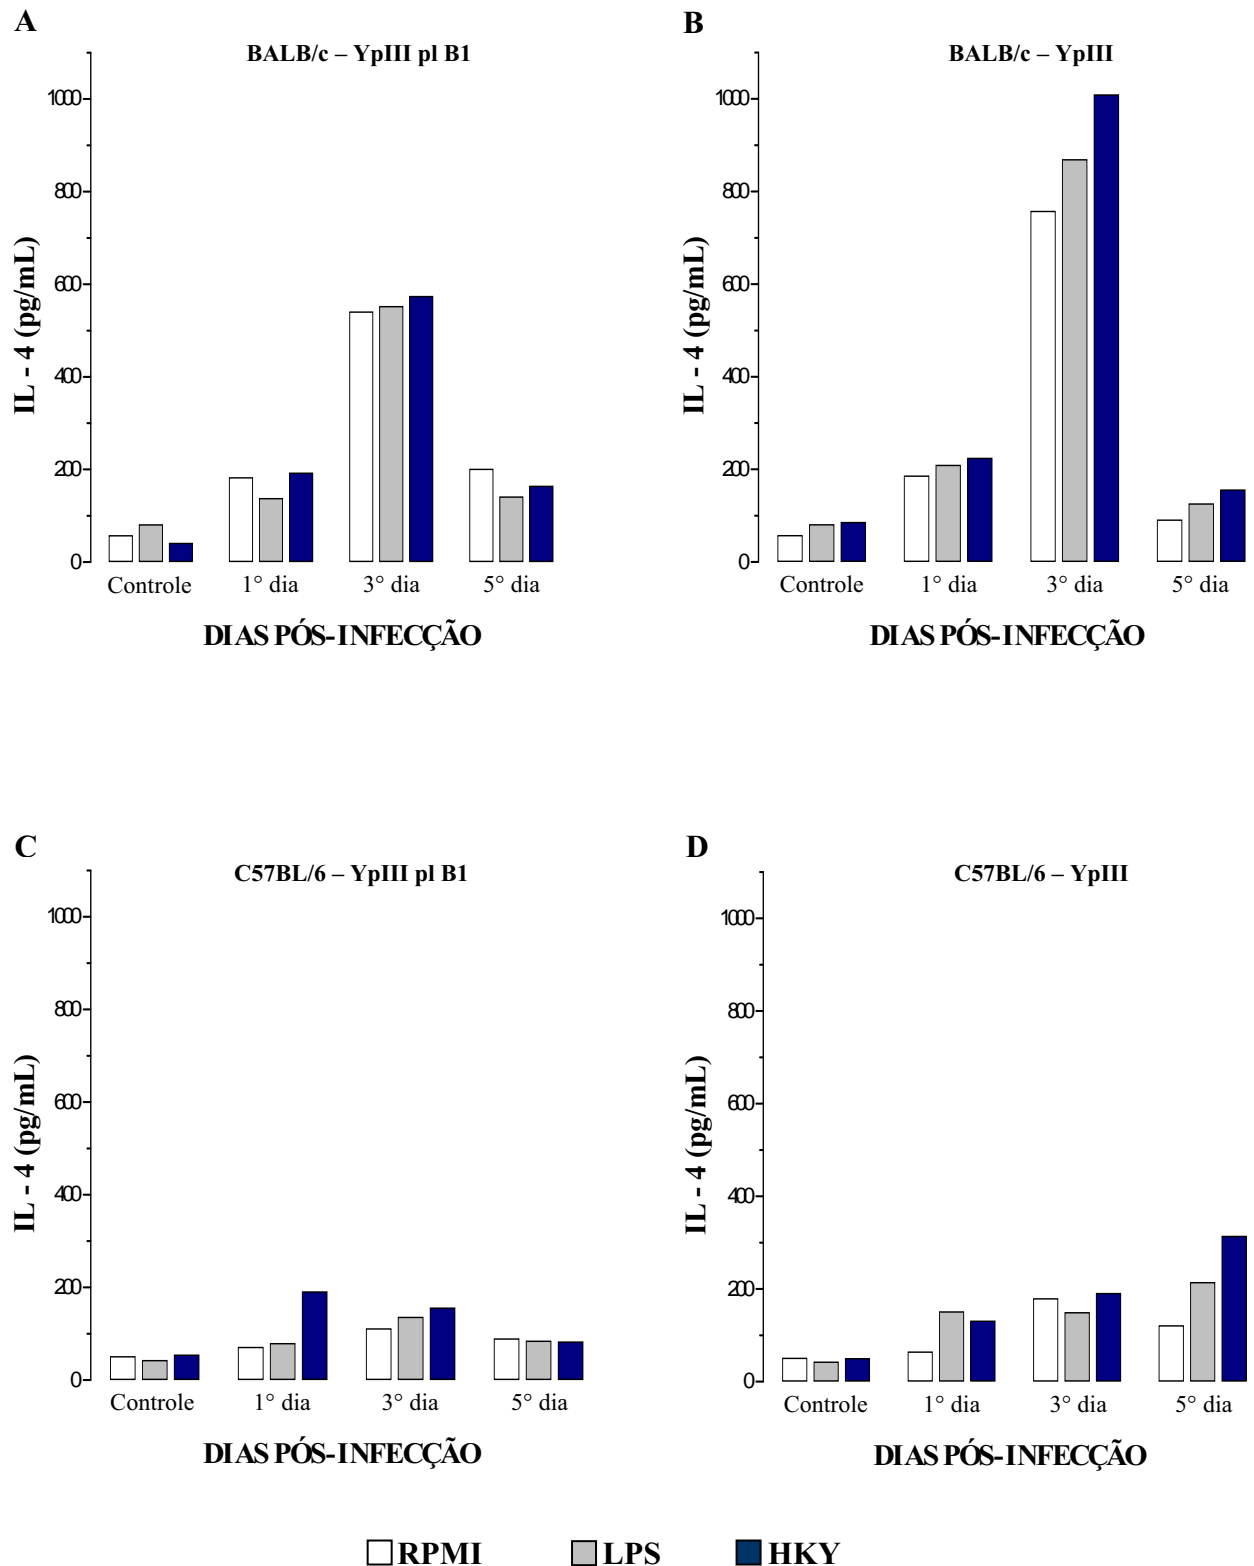 A
BALB/c – YpIII pl B1
1000
800
600
400
200
0
IL - 4 (pg/mL)
Controle 1° dia 3° dia 5° dia
DIAS PÓS-INFECÇÃO
B
BALB/c – YpIII
1000
800
600
400
200
0
IL - 4 (pg/mL)
Controle 1° dia 3° dia 5° dia
DIAS PÓS-INFECÇÃO
C
C57BL/6 – YpIII pl B1
1000
800
600
400
200
0
IL - 4 (pg/mL)
Controle 1° dia 3° dia 5° dia
DIAS PÓS-INFECÇÃO
D
C57BL/6 – YpIII
1000
800
600
400
200
0
IL - 4 (pg/mL)
Controle 1° dia 3° dia 5° dia
DIAS PÓS-INFECÇÃO
RPMI LPS HKY